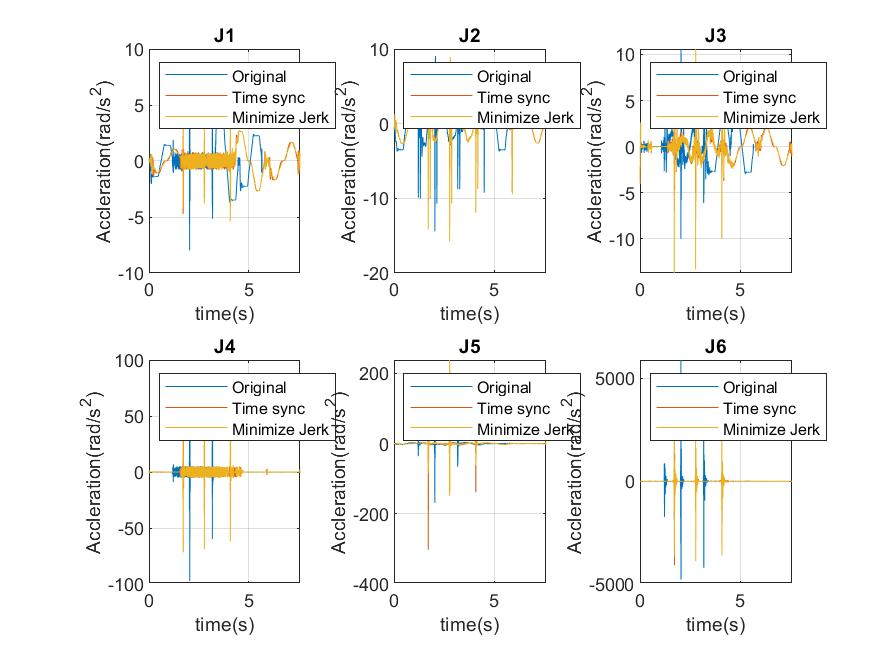 J1
10
5
0
-5
-10
0
5
Accleration(rad/s2)
time(s)
Original
Time sync
Minimize Jerk
J2
10
0
-10
-20
0
5
Accleration(rad/s2)
time(s)
Original
Time sync
Minimize Jerk
J3
10
5
0
-5
-10
0
5
Accleration(rad/s2)
time(s)
Original
Time sync
Minimize Jerk
J4
100
50
0
-50
-100
0
5
Accleration(rad/s2)
time(s)
Original
Time sync
Minimize Jerk
J5
200
0
-200
-400
0
5
Accleration(rad/s2)
time(s)
Original
Time sync
Minimize Jerk
J6
5000
0
-5000
0
5
Accleration(rad/s2)
time(s)
Original
Time sync
Minimize Jerk